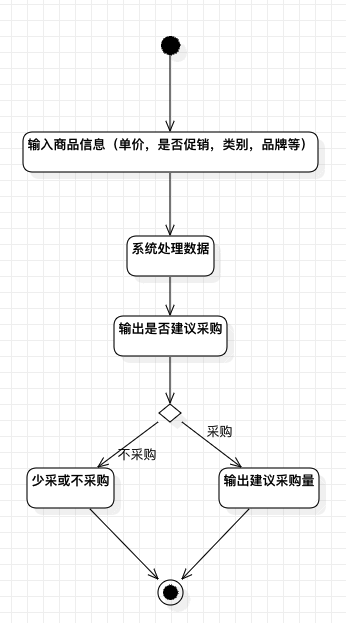 输入商品信息（单价，是否促销，类别，品牌等）
系统处理数据
输出是否建议采购
采购
不采购
少采或不采购
输出建议采购量